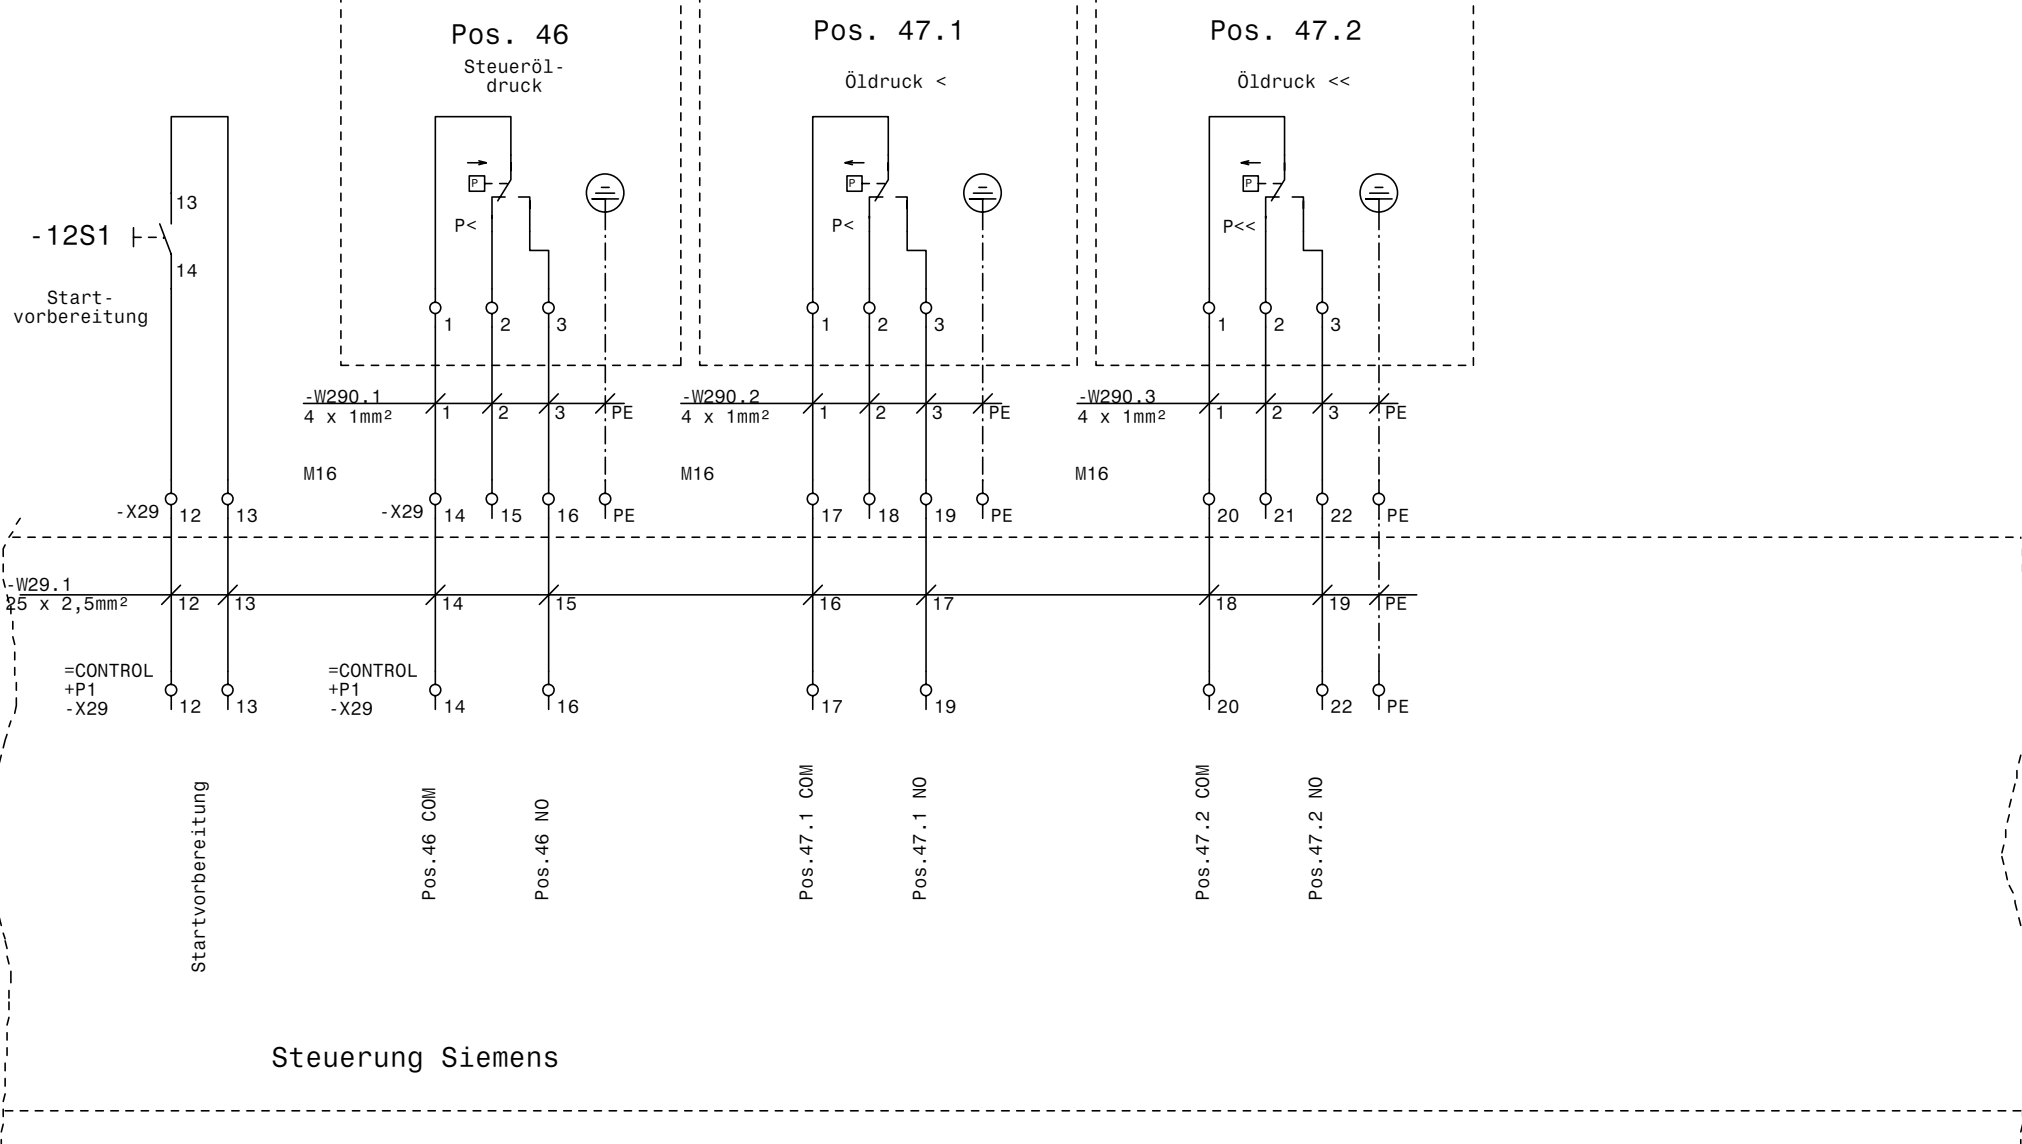 Pos. 46
Pos. 47.1
Pos. 47.2
Steueröl-
druck
Öldruck <
Öldruck <<
13
-12S1
14
Start-
vorbereitung
P
P<
P
P<
P
P<<
1 2 3
1 2 3
1 2 3
-W290.1
4 x 1mm²
1 2 3 PE
-W290.2
4 x 1mm²
1 2 3 PE
-W290.3
4 x 1mm²
1 2 3 PE
M16
M16
M16
-X29 12 13
-X29 14 15 16 PE
17 18 19 PE
20 21 22 PE
-W29.1
25 x 2,5mm² 12 13 14 15 16 17 18 19 PE
=CONTROL
+P1
-X29 12 13
=CONTROL
+P1
-X29 14 16
17 19
20 22 PE
Startvorbereitung
Pos.46 COM
Pos.46 NO
Pos.47.1 COM
Pos.47.1 NO
Pos.47.2 COM
Pos.47.2 NO
Steuerung Siemens